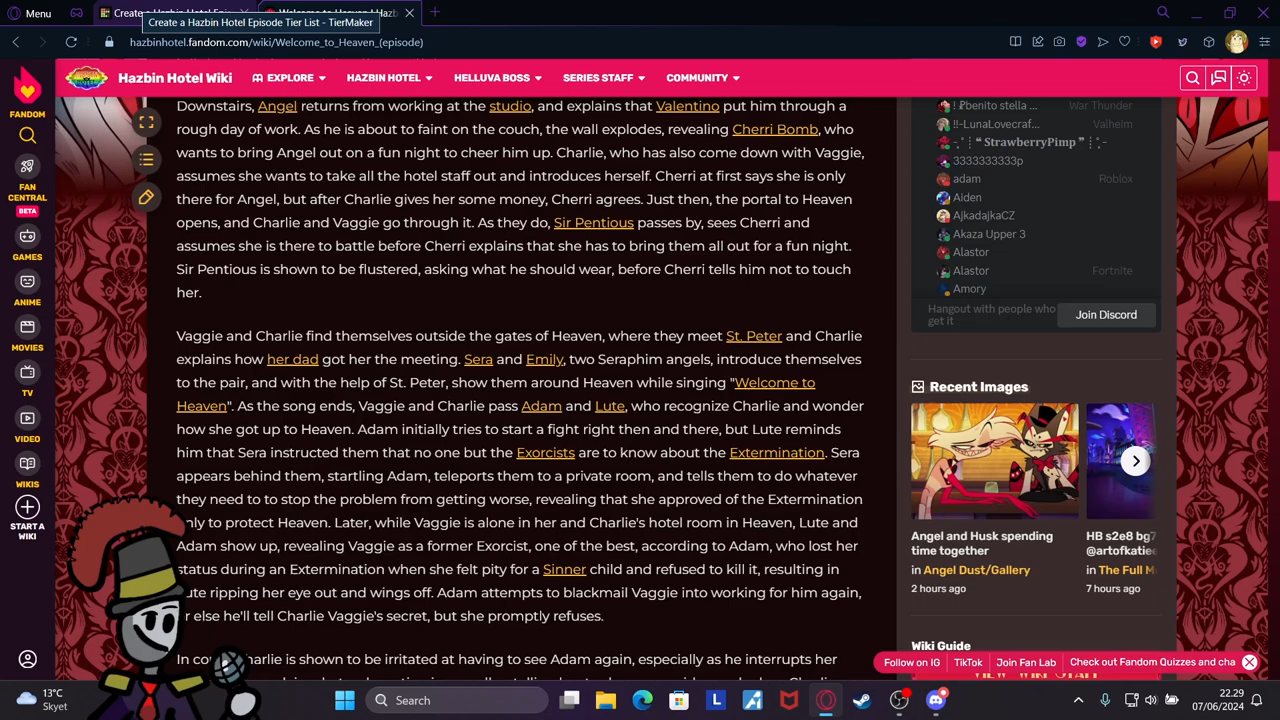 Menu
Create a Hazbin Hotel Epis
Welcome to Heaven | Hazb
Create a Hazbin Hotel Episode Tier List - TierMaker
hazbinhotel.fandom.com/wiki/Welcome_to_Heaven_(episode)
Hazbin Hotel Wiki
EXPLORE
HAZBIN HOTEL
HELLUVA BOSS
SERIES STAFF
COMMUNITY
FANDOM
FAN CENTRAL
BETA
GAMES
ANIME
MOVIES
TV
VIDEO
WIKIS
START A WIKI
Downstairs, Angel returns from working at the studio, and explains that Valentino put him through a
rough day of work. As he is about to faint on the couch, the wall explodes, revealing Cherri Bomb, who
wants to bring Angel out on a fun night to cheer him up. Charlie, who has also come down with Vaggie,
assumes she wants to take all the hotel staff out and introduces herself. Cherri at first says she is only
there for Angel, but after Charlie gives her some money, Cherri agrees. Just then, the portal to Heaven
opens, and Charlie and Vaggie go through it. As they do, Sir Pentious passes by, sees Cherri and
assumes she is there to battle before Cherri explains that she has to bring them all out for a fun night.
Sir Pentious is shown to be flustered, asking what he should wear, before Cherri tells him not to touch
her.
Vaggie and Charlie find themselves outside the gates of Heaven, where they meet St. Peter and Charlie
explains how her dad got her the meeting. Sera and Emily, two Seraphim angels, introduce themselves
to the pair, and with the help of St. Peter, show them around Heaven while singing "Welcome to
Heaven". As the song ends, Vaggie and Charlie pass Adam and Lute, who recognize Charlie and wonder
how she got up to Heaven. Adam initially tries to start a fight right then and there, but Lute reminds
him that Sera instructed them that no one but the Exorcists are to know about the Extermination. Sera
appears behind them, startling Adam, teleports them to a private room, and tells them to do whatever
they need to to stop the problem from getting worse, revealing that she approved of the Extermination
nly to protect Heaven. Later, while Vaggie is alone in her and Charlie's hotel room in Heaven, Lute and
Adam show up, revealing Vaggie as a former Exorcist, one of the best, according to Adam, who lost her
status during an Extermination when she felt pity for a Sinner child and refused to kill it, resulting in
ute ripping her eye out and wings off. Adam attempts to blackmail Vaggie into working for him again,
r else he'll tell Charlie Vaggie's secret, but she promptly refuses.
In co harlie is shown to be irritated at having to see Adam again, especially as he interrupts her
benito stella ... War Thunder
!!-LunaLovecraf... Valheim
StrawberryPimp
3333333333p
adam Roblox
Aiden
AjkadajkaCZ
Akaza Upper 3
Alastor
Alastor Fortnite
Amory
Hangout with people who
get it
Join Discord
Recent Images
Angel and Husk spending
time together
in Angel Dust/Gallery
2 hours ago
HB s2e8 bg7
@artofkatie
in The Full M
7 hours ago
Wiki Guide
VIEW WIKI STAFF
Follow on IG
TikTok
Join Fan Lab
Check out Fandom Quizzes and cha
13°C
Skyet
Search
L
22.29
07/06/2024